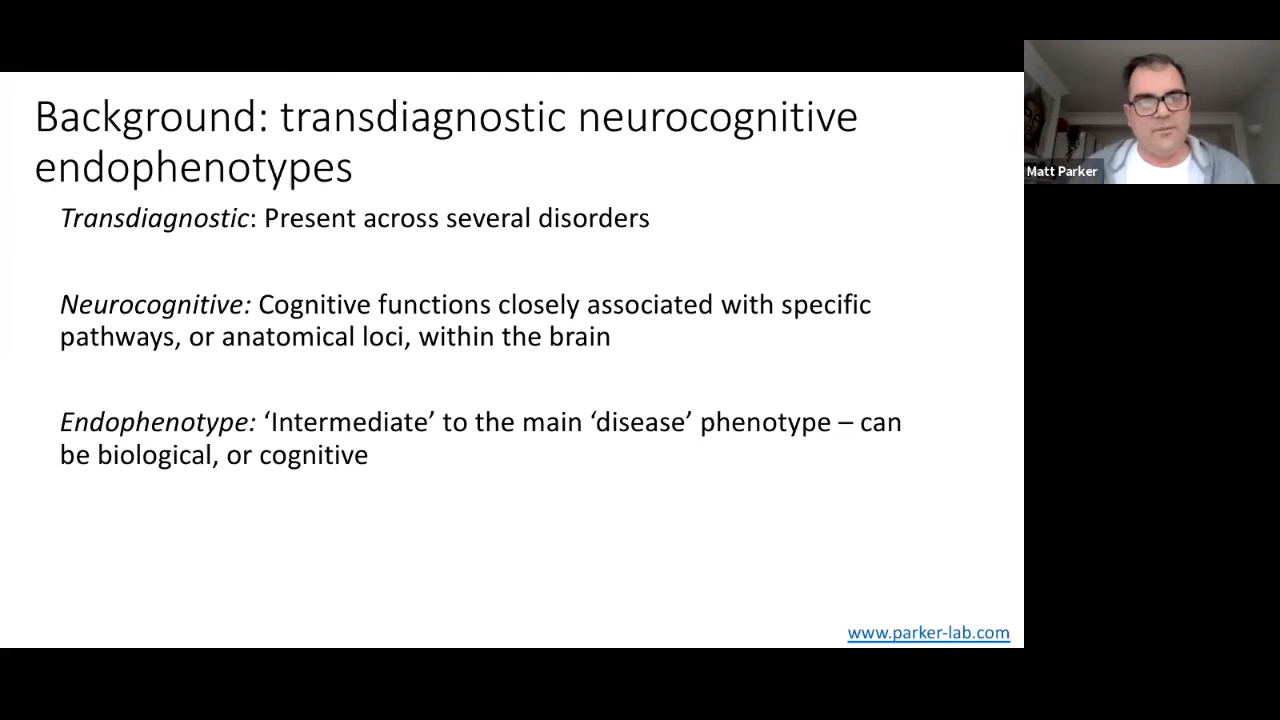 Background: transdiagnostic neurocognitive
endophenotypes
Transdiagnostic: Present across several disorders
Neurocognitive: Cognitive functions closely associated with specific
pathways, or anatomical loci, within the brain
Endophenotype: ‘Intermediate’ to the main ‘disease’ phenotype – can
be biological, or cognitive
www.parker-lab.com
Matt Parker